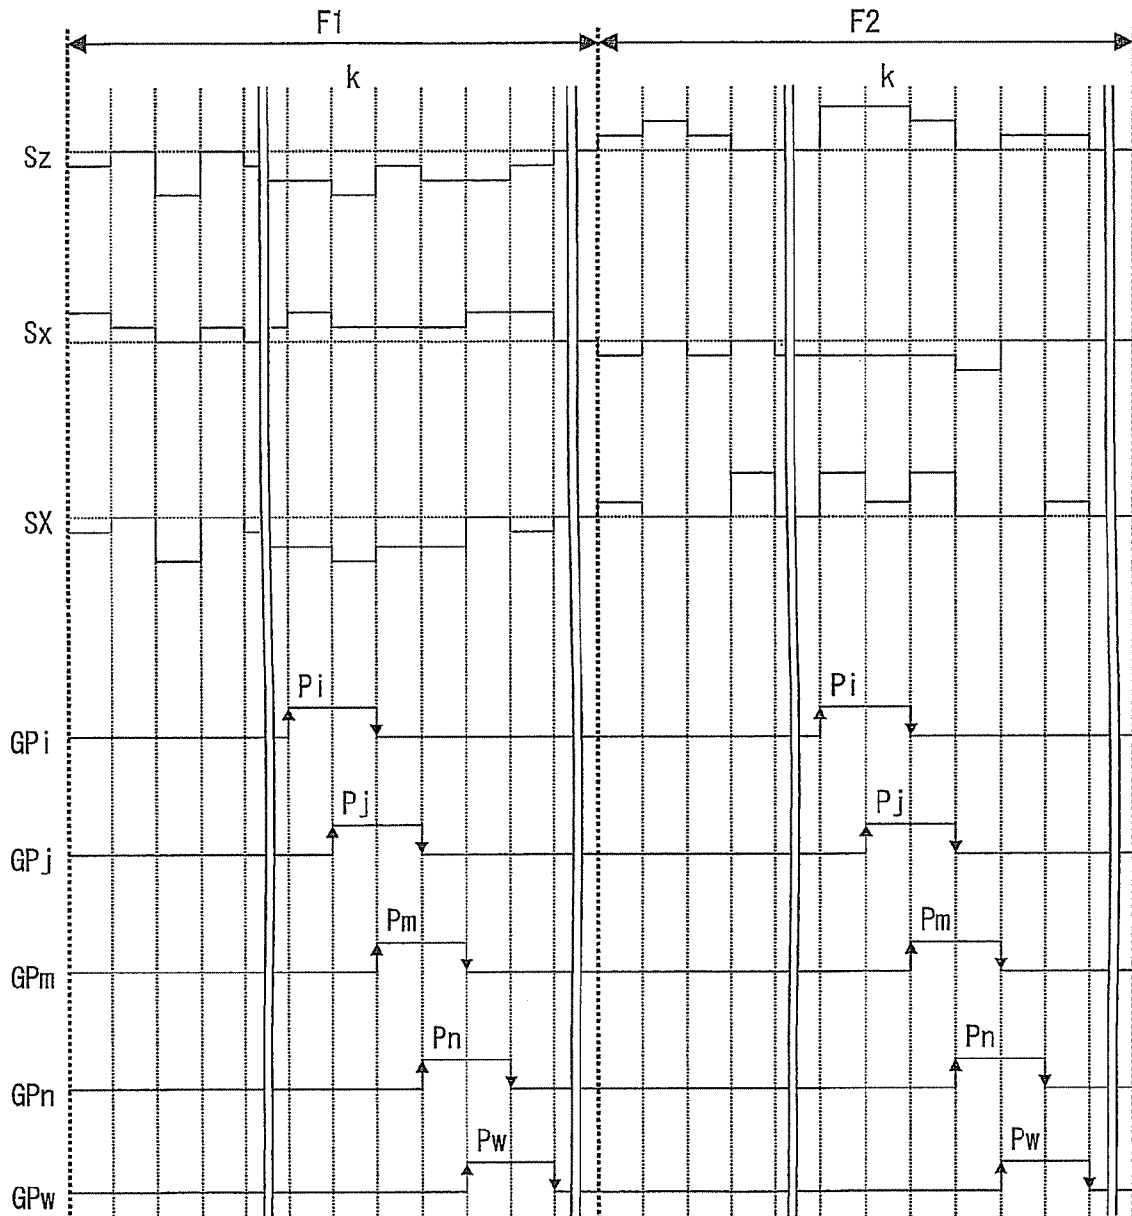 F1 F2
k k
Sz
Sx
SX
Pi Pi
GPi
Pj Pj
GPj
Pm Pm
GPm
Pn Pn
GPn
Pw Pw
GPw